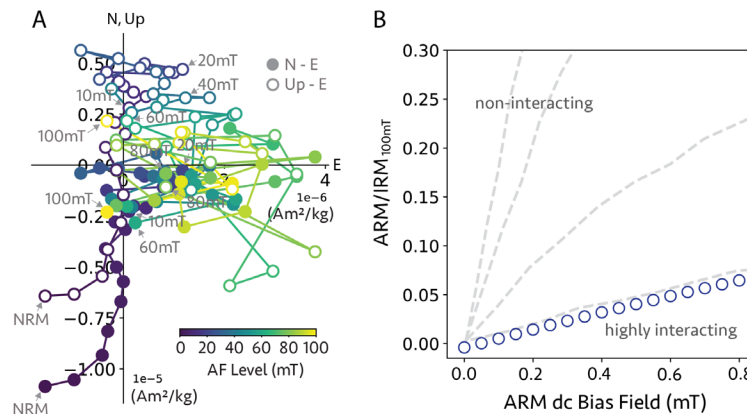 A
N, Up
0.50
20mT
N - E
Up - E
40mT
10mT
0.25
60mT
100mT
80mT
20mT
0.00
E
2
4
1e-6
(Am²/kg)
100mT
80mT
-0.25
10mT
60mT
−0.50
NRM
−0.75
0 20 40 60 80 100
AF Level (mT)
−1.00
1e-5
(Am²/kg)
NRM
B
0.30
0.25
0.20
0.15
0.10
0.05
0.00
ARM/IRM100mT
non-interacting
highly interacting
0.0 0.2 0.4 0.6 0.8
ARM dc Bias Field (mT)